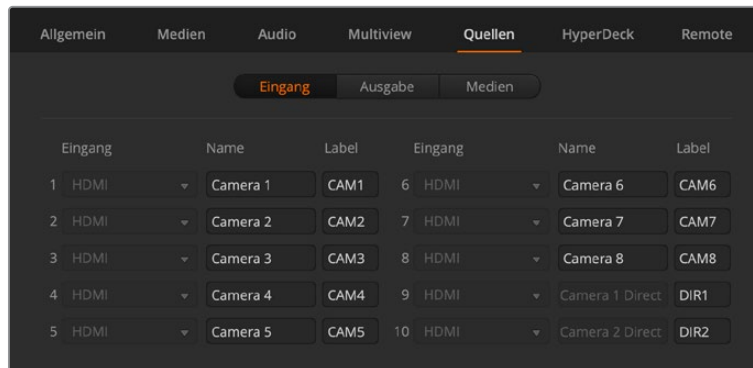 Allgemein Medien Audio Multiview Quellen HyperDeck Remote
Eingang Ausgabe Medien
Eingang Name Label Eingang Name Label
1 HDMI Camera 1 CAM1 6 HDMI Camera 6 CAM6
2 HDMI Camera 2 CAM2 7 HDMI Camera 7 CAM7
3 HDMI Camera 3 CAM3 8 HDMI Camera 8 CAM8
4 HDMI Camera 4 CAM4 9 HDMI Camera 1 Direct DIR1
5 HDMI Camera 5 CAM5 10 HDMI Camera 2 Direct DIR2